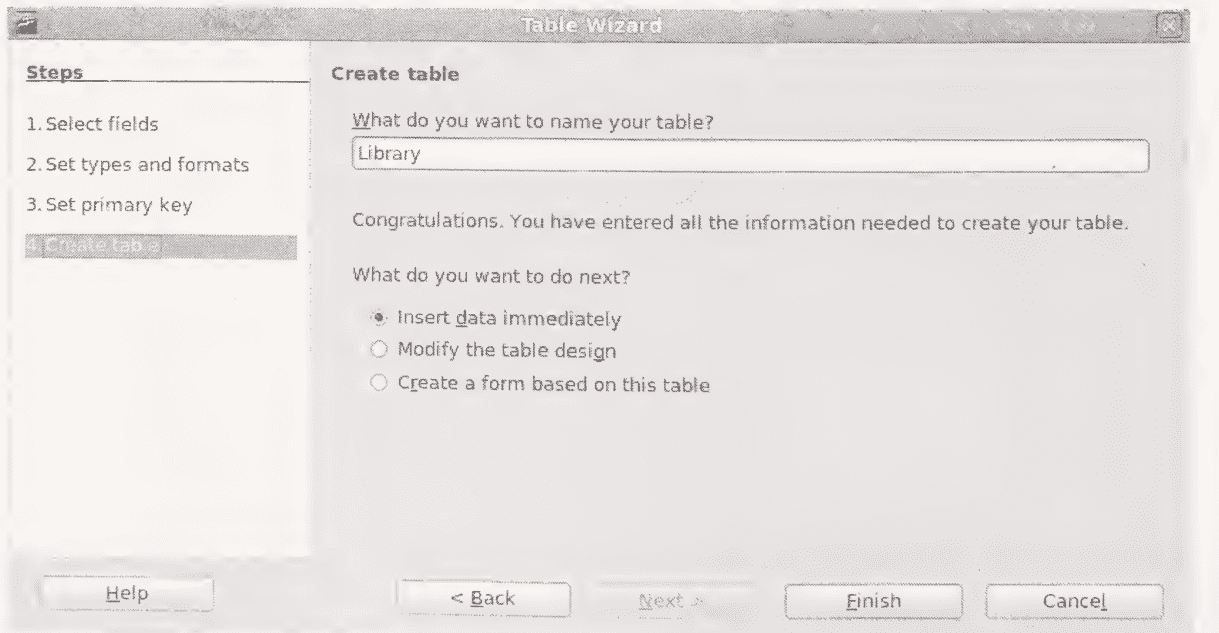 Table Wizard
Steps
1. Select fields
2. Set types and formats
3. Set primary key
4. Create table
Create table
What do you want to name your table?
Library
Congratulations. You have entered all the information needed to create your table.
What do you want to do next?
Insert data immediately
Modify the table design
Create a form based on this table
Help
< Back
Next >
Finish
Cancel